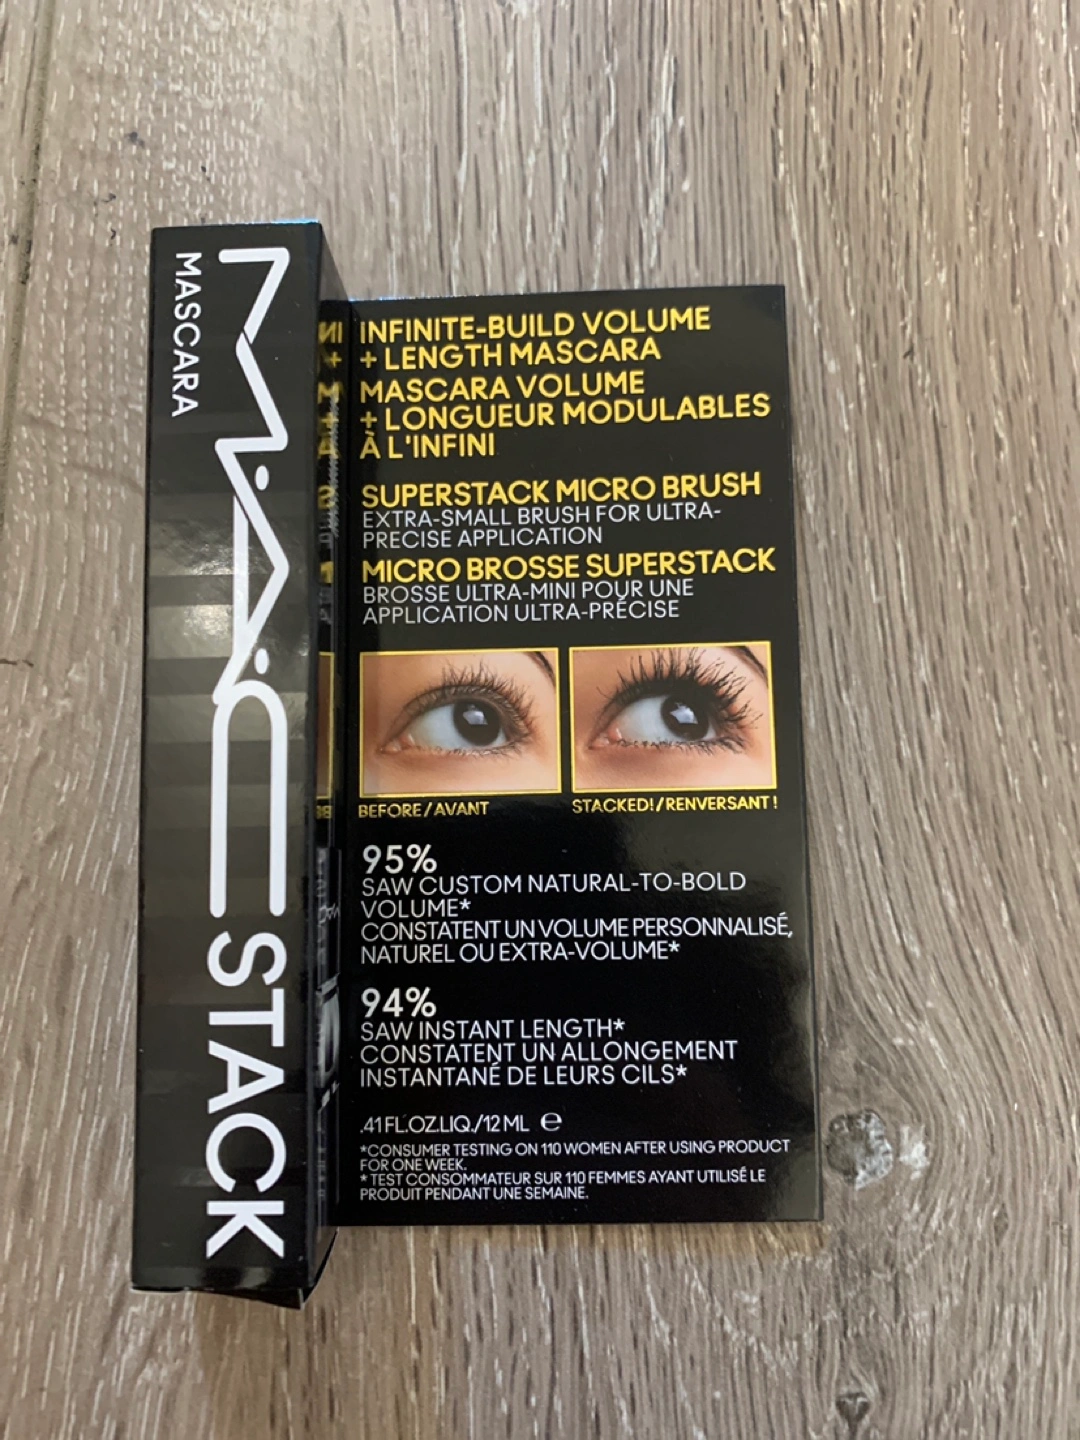 MASCARA
MAC STACK
INFINITE-BUILD VOLUME
+ LENGTH MASCARA
MASCARA VOLUME
+ LONGUEUR MODULABLES
À L'INFINI
SUPERSTACK MICRO BRUSH
EXTRA-SMALL BRUSH FOR ULTRA-
PRECISE APPLICATION
MICRO BROSSE SUPERSTACK
BROSSE ULTRA-MINI POUR UNE
APPLICATION ULTRA-PRÉCISE
BEFORE/AVANT
STACKED!/RENVERSANT !
95%
SAW CUSTOM NATURAL-TO-BOLD
VOLUME*
CONSTATENT UN VOLUME PERSONNALISÉ,
NATUREL OU EXTRA-VOLUME*
94%
SAW INSTANT LENGTH*
CONSTATENT UN ALLONGEMENT
INSTANTANÉ DE LEURS CILS*
.41 FL.OZ.LIQ./12 ML ℮
*CONSUMER TESTING ON 110 WOMEN AFTER USING PRODUCT
FOR ONE WEEK.
*TEST CONSOMMATEUR SUR 110 FEMMES AYANT UTILISÉ LE
PRODUIT PENDANT UNE SEMAINE.